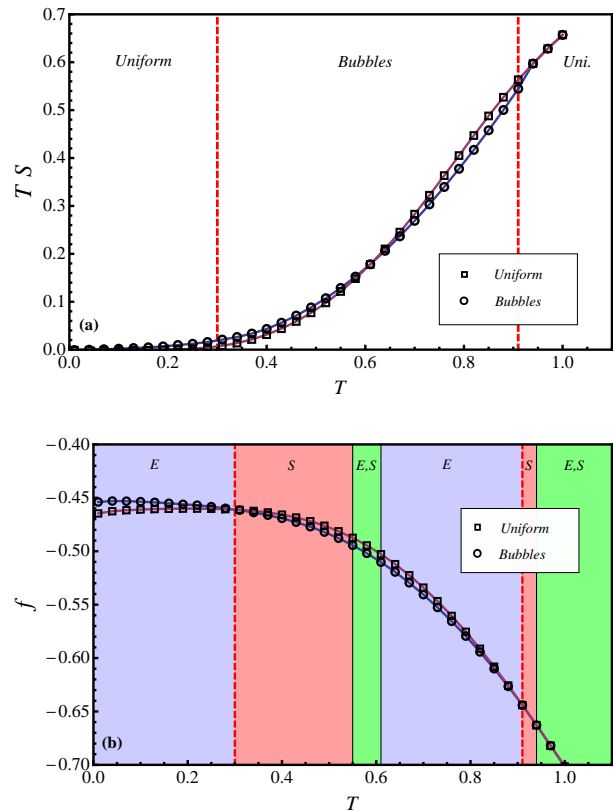 0.7
Uniform
Bubbles
Uni.
0.6
0.5
0.4
T S
0.3
0.2
Uniform
Bubbles
0.1
(a)
0.0
0.0 0.2 0.4 0.6 0.8 1.0
T
−0.40
E
S
E,S
E
S
E,S
−0.45
Uniform
Bubbles
−0.50
−0.55
f
−0.60
−0.65
(b)
−0.70
0.0 0.2 0.4 0.6 0.8 1.0
T